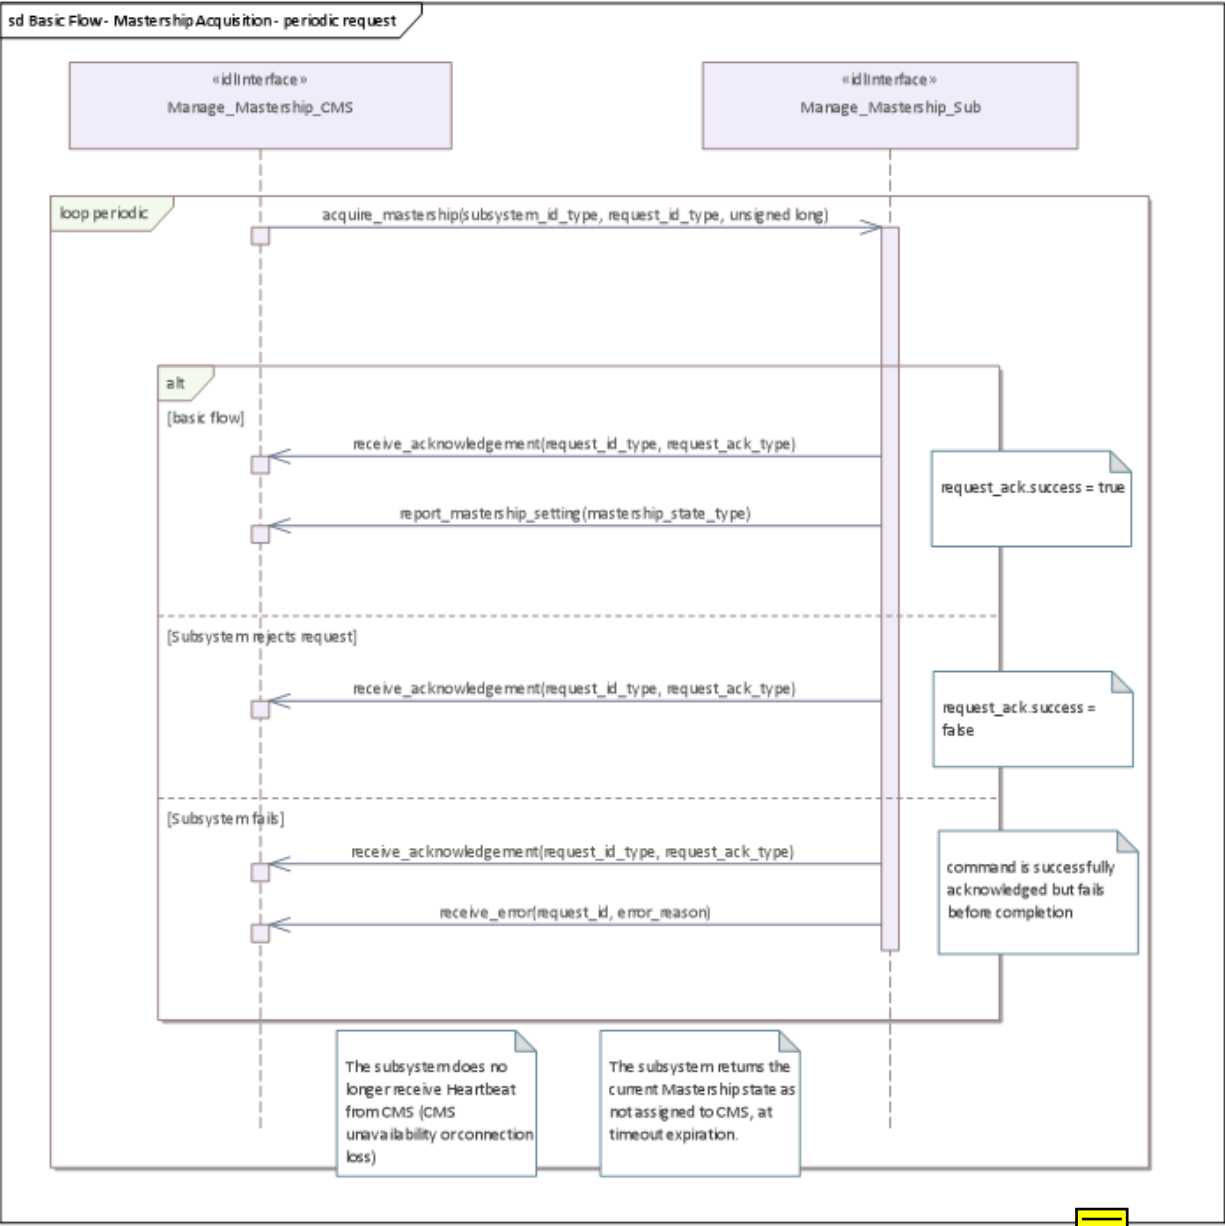 sd Basic Flow - Mastership Acquisition - periodic request
«idlInterface»
Manage_Mastership_CMS
«idlInterface»
Manage_Mastership_Sub
loop periodic
acquire_mastership(subsystem_id_type, request_id_type, unsigned long)
alt
[basic flow]
receive_acknowledgement(request_id_type, request_ack_type)
request_ack.success = true
report_mastership_setting(mastership_state_type)
[Subsystem rejects request]
receive_acknowledgement(request_id_type, request_ack_type)
request_ack.success =
false
[Subsystem fails]
receive_acknowledgement(request_id_type, request_ack_type)
command is successfully
acknowledged but fails
before completion
receive_error(request_id, error_reason)
The subsystem does no
longer receive Heartbeat
from CMS (CMS
unavailability or connection
loss)
The subsystem returns the
current Mastership state as
not assigned to CMS, at
timeout expiration.